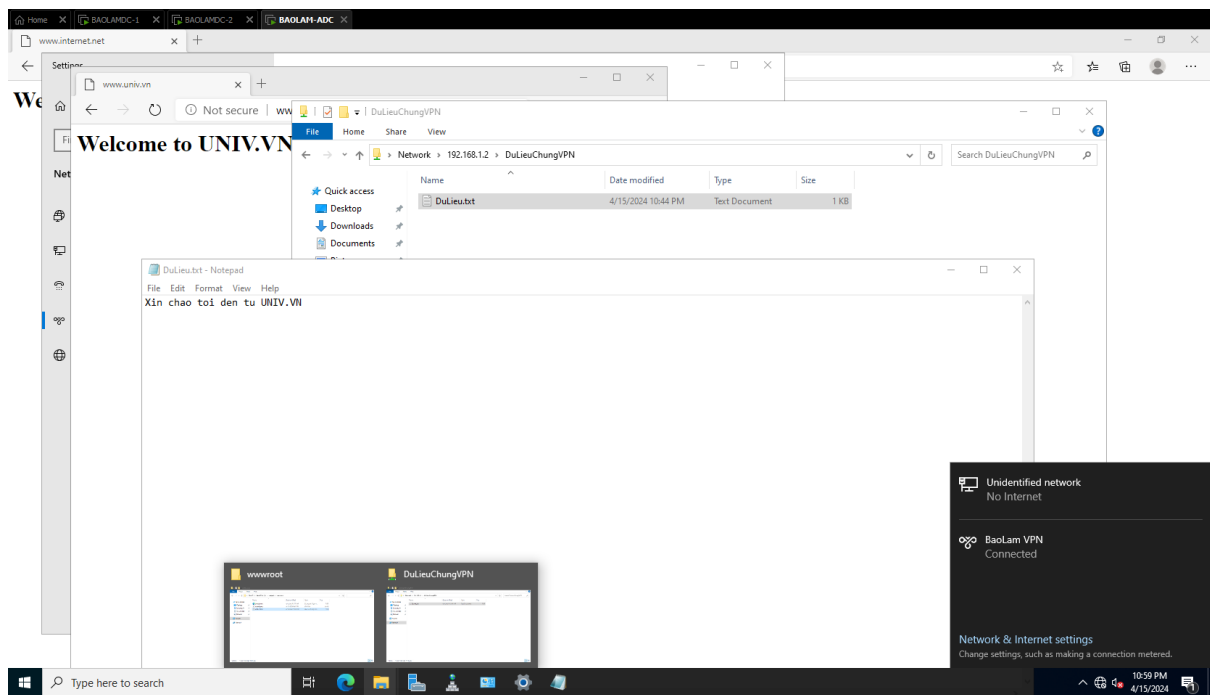 Home
BAOLAMDC-1
BAOLAMDC-2
BAOLAM-ADC
www.internet.net
Settings
www.univ.vn
Not secure
ww
DuLieuChungVPN
We
Welcome to UNIV.VN
File Home Share View
Network › 192.168.1.2 › DuLieuChungVPN
Search DuLieuChungVPN
Fi
Net
Name Date modified Type Size
Quick access
DuLieu.txt 4/15/2024 10:44 PM Text Document 1 KB
Desktop
Downloads
Documents
DuLieu.txt - Notepad
File Edit Format View Help
Xin chao toi den tu UNIV.VN
Unidentified network
No Internet
BaoLam VPN
Connected
wwwroot
DuLieuChungVPN
Network & Internet settings
Change settings, such as making a connection metered.
Type here to search
10:59 PM
4/15/2024